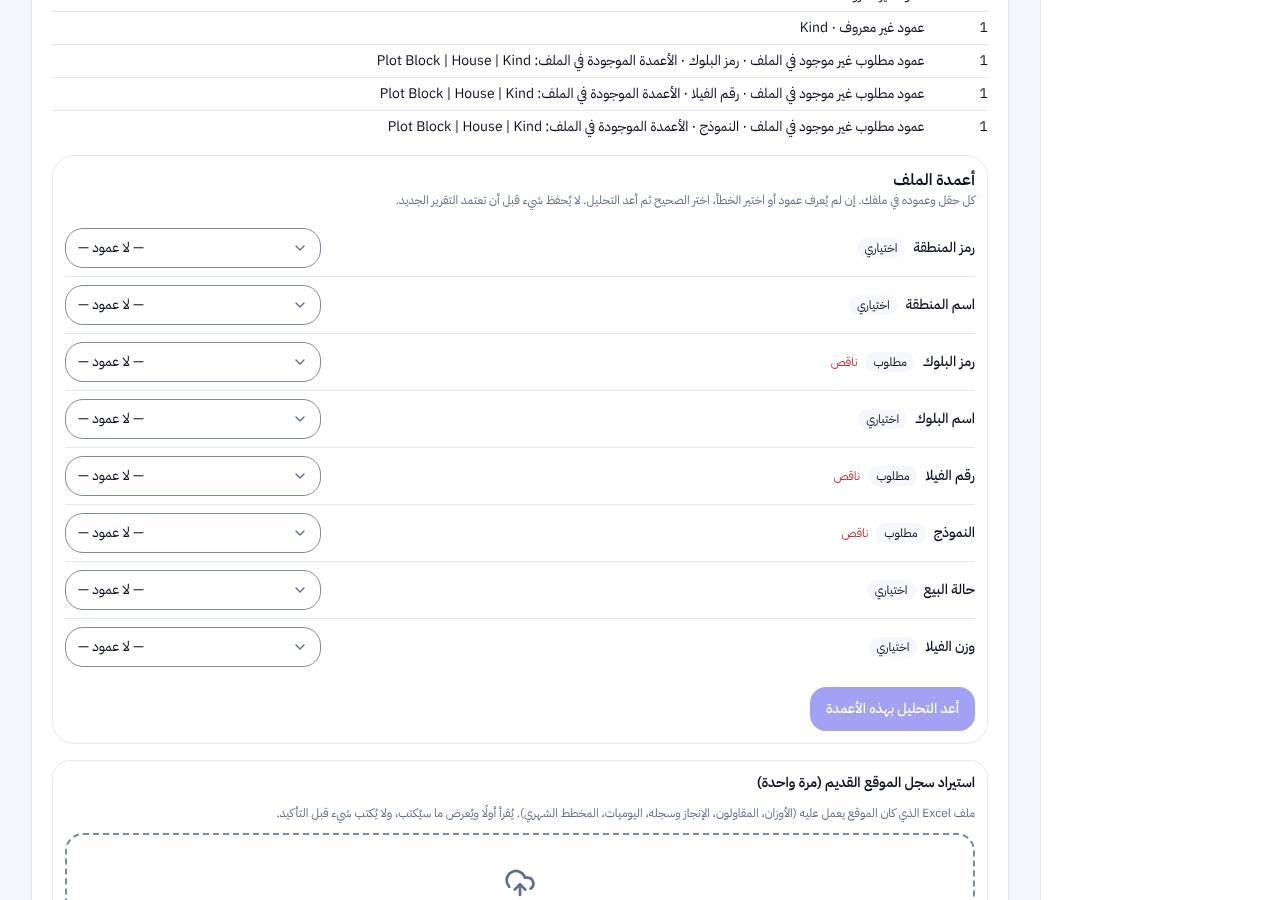 1 عمود غير معروف · Kind
1 عمود مطلوب غير موجود في الملف · رمز البلوك · الأعمدة الموجودة في الملف: Plot Block | House | Kind
1 عمود مطلوب غير موجود في الملف · رقم الفيلا · الأعمدة الموجودة في الملف: Plot Block | House | Kind
1 عمود مطلوب غير موجود في الملف · النموذج · الأعمدة الموجودة في الملف: Plot Block | House | Kind
أعمدة الملف
كل حقل وعموده في ملفك. إن لم يُعرف عمود أو اختير الخطأ، اختر الصحيح ثم أعد التحليل. لا يُحفظ شيء قبل أن تعتمد التقرير الجديد.
رمز المنطقة اختياري — لا عمود —
اسم المنطقة اختياري — لا عمود —
رمز البلوك مطلوب ناقص — لا عمود —
اسم البلوك اختياري — لا عمود —
رقم الفيلا مطلوب ناقص — لا عمود —
النموذج مطلوب ناقص — لا عمود —
حالة البيع اختياري — لا عمود —
وزن الفيلا اختياري — لا عمود —
أعد التحليل بهذه الأعمدة
استيراد سجل الموقع القديم (مرة واحدة)
ملف Excel الذي كان الموقع يعمل عليه (الأوزان، المقاولون، الإنجاز وسجله، اليوميات، المخطط الشهري). يُقرأ أولًا ويُعرض ما سيُكتب، ولا يُكتب شيء قبل التأكيد.